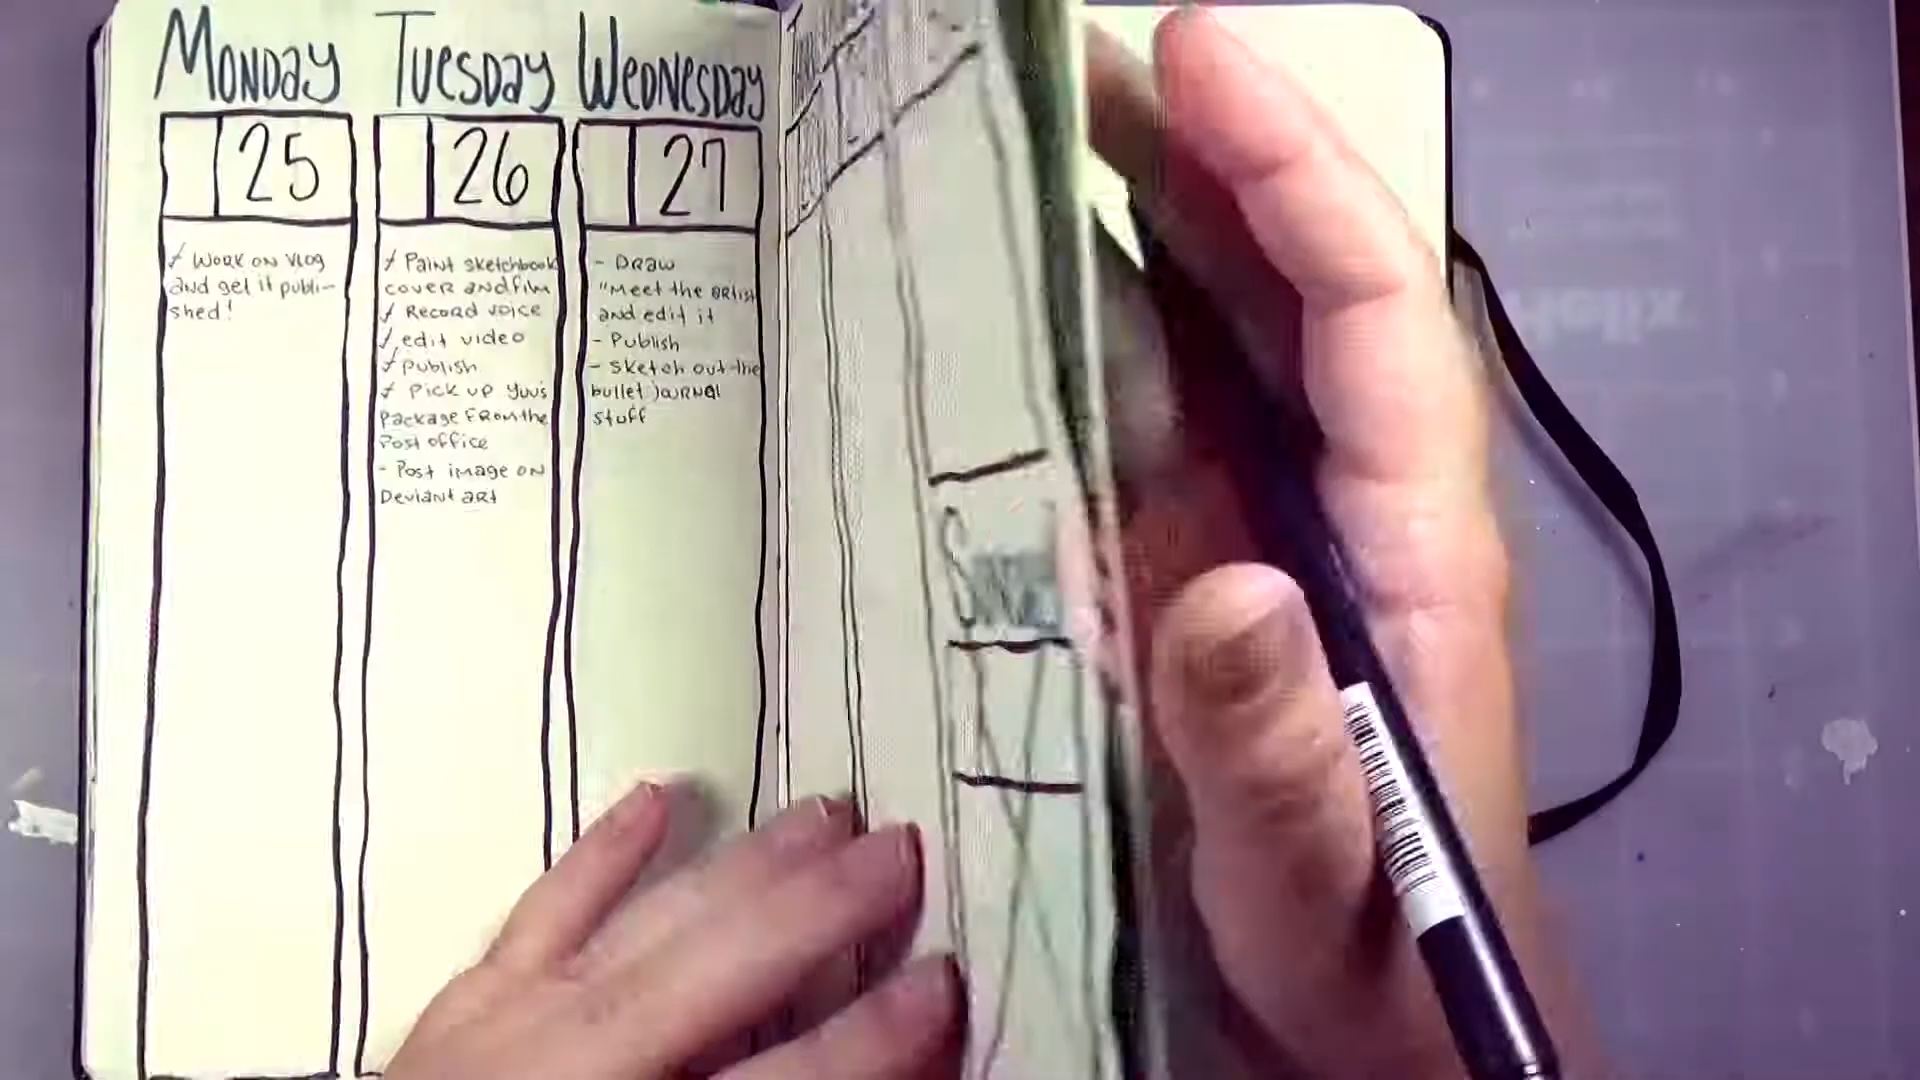 Monday Tuesday Wednesday
25 26 27
Work on vlog
and get it publi-
shed!
Paint sketchbook
cover and film
Record voice
edit video
publish
Pick up Yuu's
package from the
Post office
- Post image on
Deviant art
- Draw
"Meet the artist
and edit it
- Publish
- Sketch out the
bullet journal
stuff
Helix